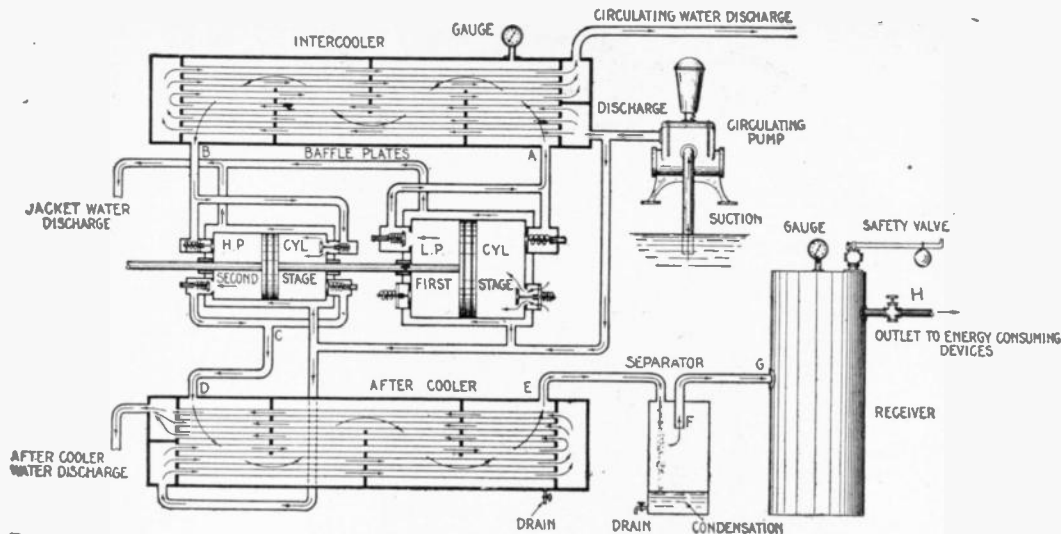 CIRCULATING WATER DISCHARGE
GAUGE
INTERCOOLER
DISCHARGE
CIRCULATING
PUMP
B
BAFFLE PLATES
A
JACKET WATER
DISCHARGE
SUCTION
H.P. CYL
SECOND STAGE
L.P. CYL
FIRST STAGE
GAUGE
SAFETY VALVE
H
OUTLET TO ENERGY CONSUMING
DEVICES
C
D
AFTER COOLER
E
SEPARATOR
G
F
RECEIVER
AFTER COOLER
WATER DISCHARGE
DRAIN
DRAIN
CONDENSATION